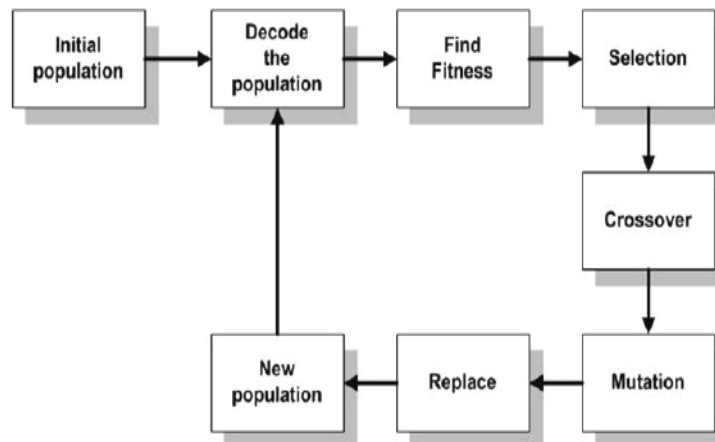 Initial
population
Decode
the
population
Find
Fitness
Selection
Crossover
Mutation
Replace
New
population